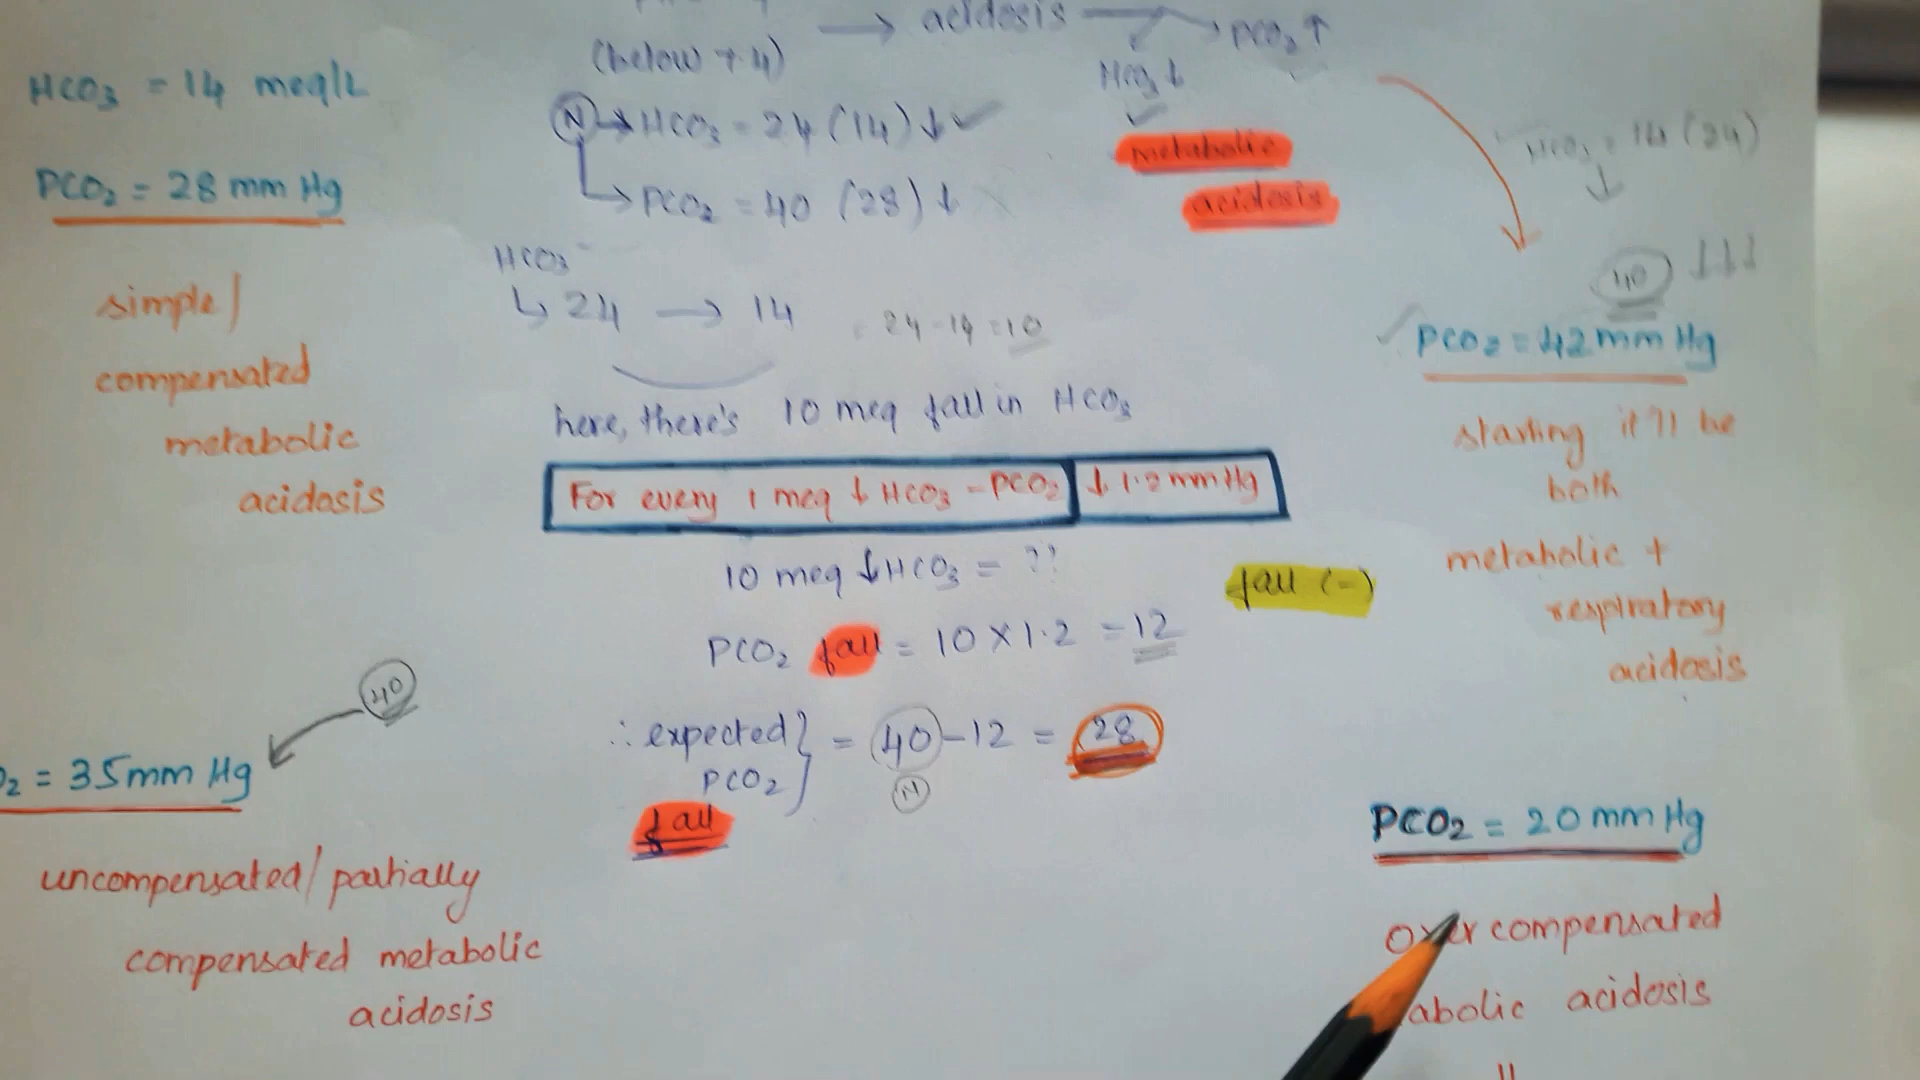 → acidosis → PCO₂ ↑
(below 7.4)
HCO₃ ↓
HCO₃ = 14 meq/L
Ⓝ → HCO₃ = 24 (14) ↓ ✓
✓
metabolic
acidosis
HCO₃ = 14 (24)
↓
PCO₂ = 28 mm Hg
↳ PCO₂ = 40 (28) ↓
HCO₃⁻
↳ 24 → 14
= 24 - 14 = 10
40 ↓↓↓
✓ PCO₂ = 42 mm Hg
simple/
compensated
metabolic
acidosis
here, there's 10 meq fall in HCO₃
For every 1 meq ↓ HCO₃ - PCO₂ ↓ 1.2 mm Hg
starting it'll be
both
metabolic +
respiratory
acidosis
10 meq ↓ HCO₃ = ??
fall (-)
PCO₂ fall = 10 × 1.2 = 12
∴ expected } = 40 - 12 = 28
PCO₂
Ⓝ
fall
40
₂ = 35 mm Hg
uncompensated/ partially
compensated metabolic
acidosis
PCO₂ = 20 mm Hg
over compensated
abolic acidosis